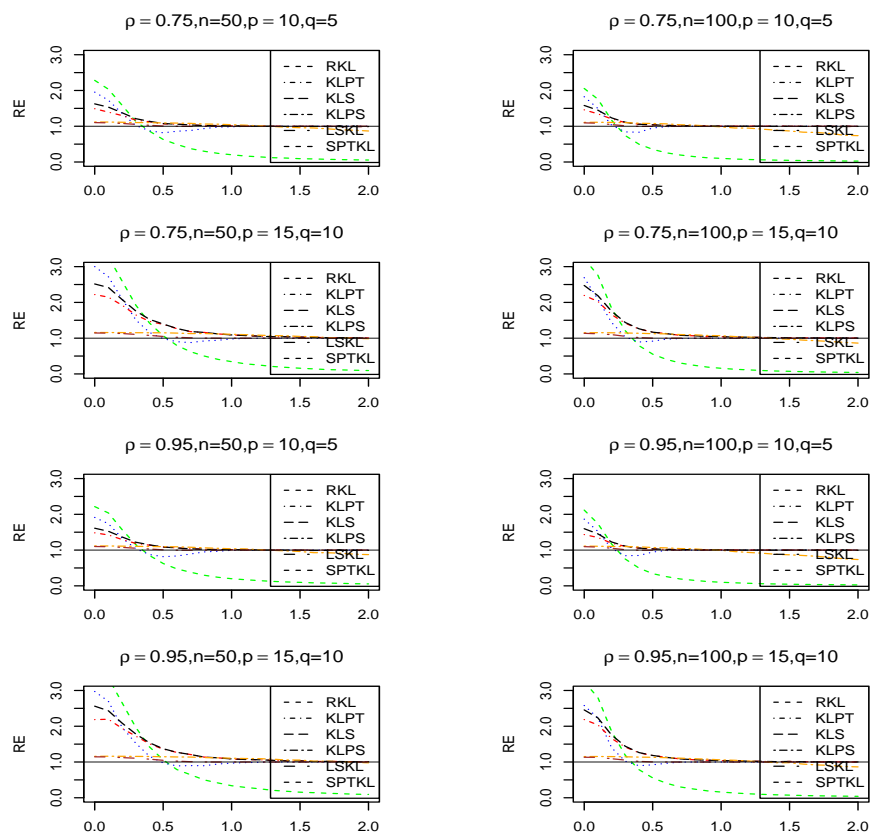 ρ = 0.75,n=50,p = 10,q=5
RE
3.0
2.0
1.0
0.0
RKL
KLPT
KLS
KLPS
LSKL
SPTKL
0.0 0.5 1.0 1.5 2.0
ρ = 0.75,n=100,p = 10,q=5
RE
3.0
2.0
1.0
0.0
RKL
KLPT
KLS
KLPS
LSKL
SPTKL
0.0 0.5 1.0 1.5 2.0
ρ = 0.75,n=50,p = 15,q=10
RE
3.0
2.0
1.0
0.0
RKL
KLPT
KLS
KLPS
LSKL
SPTKL
0.0 0.5 1.0 1.5 2.0
ρ = 0.75,n=100,p = 15,q=10
RE
3.0
2.0
1.0
0.0
RKL
KLPT
KLS
KLPS
LSKL
SPTKL
0.0 0.5 1.0 1.5 2.0
ρ = 0.95,n=50,p = 10,q=5
RE
3.0
2.0
1.0
0.0
RKL
KLPT
KLS
KLPS
LSKL
SPTKL
0.0 0.5 1.0 1.5 2.0
ρ = 0.95,n=100,p = 10,q=5
RE
3.0
2.0
1.0
0.0
RKL
KLPT
KLS
KLPS
LSKL
SPTKL
0.0 0.5 1.0 1.5 2.0
ρ = 0.95,n=50,p = 15,q=10
RE
3.0
2.0
1.0
0.0
RKL
KLPT
KLS
KLPS
LSKL
SPTKL
0.0 0.5 1.0 1.5 2.0
ρ = 0.95,n=100,p = 15,q=10
RE
3.0
2.0
1.0
0.0
RKL
KLPT
KLS
KLPS
LSKL
SPTKL
0.0 0.5 1.0 1.5 2.0